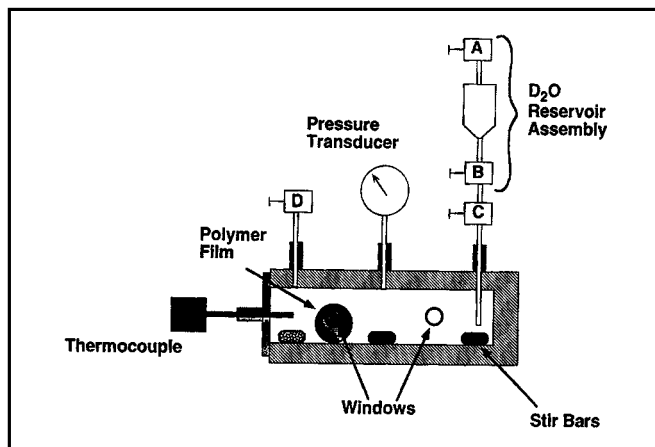 A
D₂O
Reservoir
Assembly
Pressure
Transducer
B
D
C
Polymer
Film
Thermocouple
Windows
Stir Bars